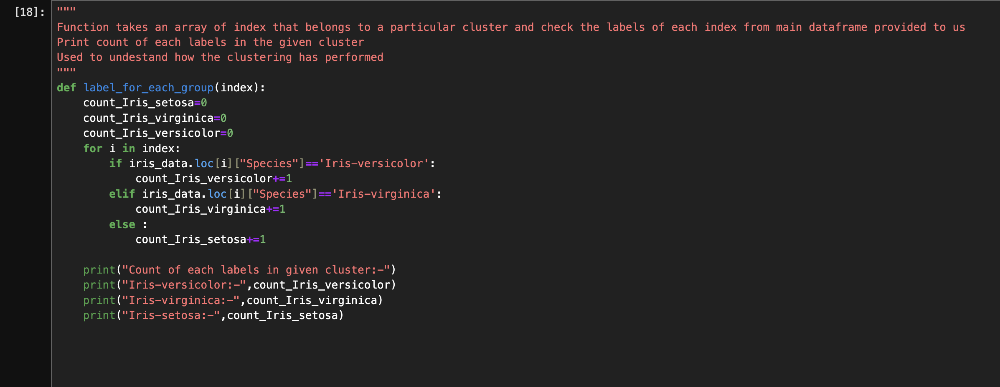 [18]:
"""
Function takes an array of index that belongs to a particular cluster and check the labels of each index from main dataframe provided to us
Print count of each labels in the given cluster
Used to undestand how the clustering has performed
"""
def label_for_each_group(index):
    count_Iris_setosa=0
    count_Iris_virginica=0
    count_Iris_versicolor=0
    for i in index:
        if iris_data.loc[i]["Species"]=='Iris-versicolor':
            count_Iris_versicolor+=1
        elif iris_data.loc[i]["Species"]=='Iris-virginica':
            count_Iris_virginica+=1
        else :
            count_Iris_setosa+=1
    print("Count of each labels in given cluster:-")
    print("Iris-versicolor:-",count_Iris_versicolor)
    print("Iris-virginica:-",count_Iris_virginica)
    print("Iris-setosa:-",count_Iris_setosa)